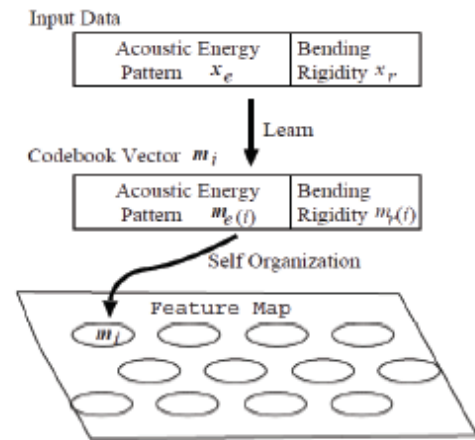 Input Data
Acoustic Energy Bending
Pattern x_e Rigidity x_r
Learn
Codebook Vector m_i
Acoustic Energy Bending
Pattern m_e(i) Rigidity m_r(i)
Self Organization
Feature Map
m_i